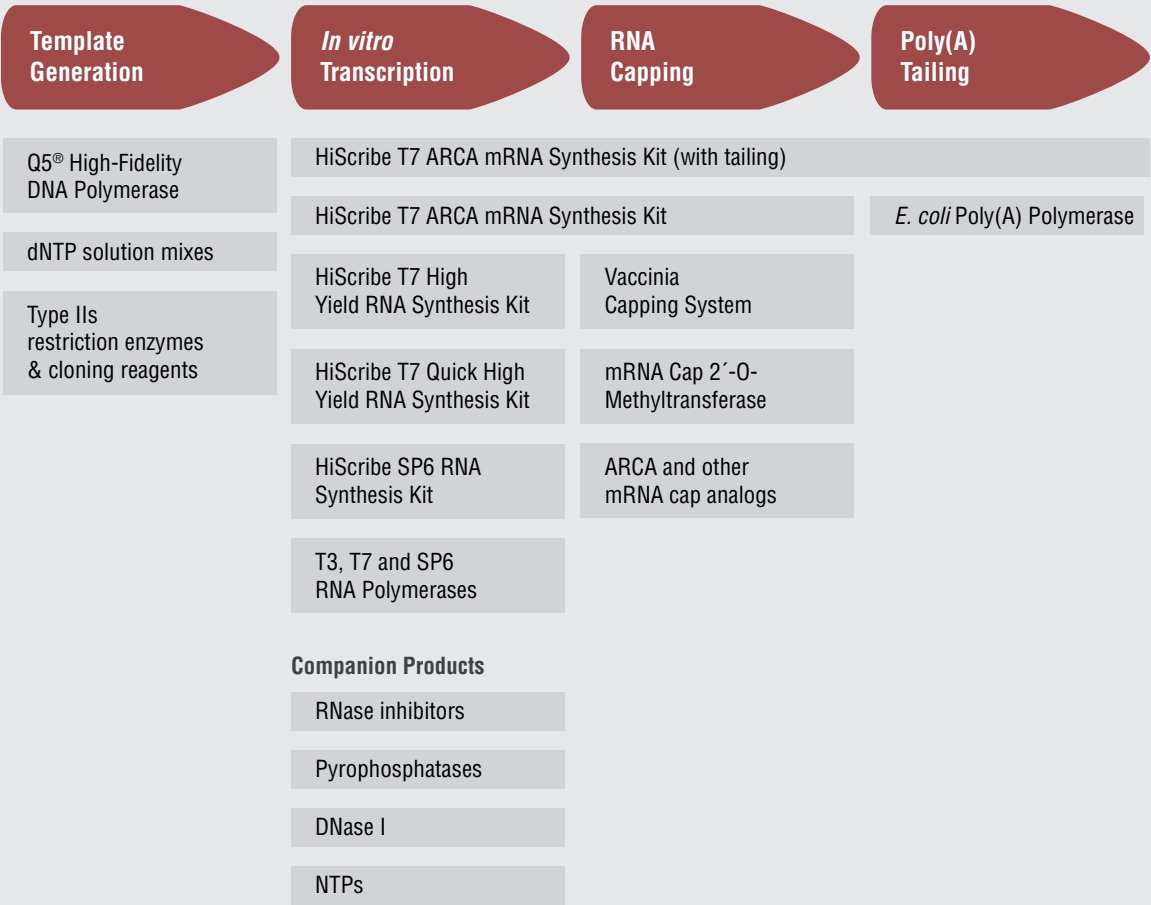 Template
Generation
In vitro
Transcription
RNA
Capping
Poly(A)
Tailing
Q5® High-Fidelity
DNA Polymerase
dNTP solution mixes
Type IIs
restriction enzymes
& cloning reagents
HiScribe T7 ARCA mRNA Synthesis Kit (with tailing)
HiScribe T7 ARCA mRNA Synthesis Kit
E. coli Poly(A) Polymerase
HiScribe T7 High
Yield RNA Synthesis Kit
Vaccinia
Capping System
HiScribe T7 Quick High
Yield RNA Synthesis Kit
mRNA Cap 2´-O-
Methyltransferase
HiScribe SP6 RNA
Synthesis Kit
ARCA and other
mRNA cap analogs
T3, T7 and SP6
RNA Polymerases
Companion Products
RNase inhibitors
Pyrophosphatases
DNase I
NTPs